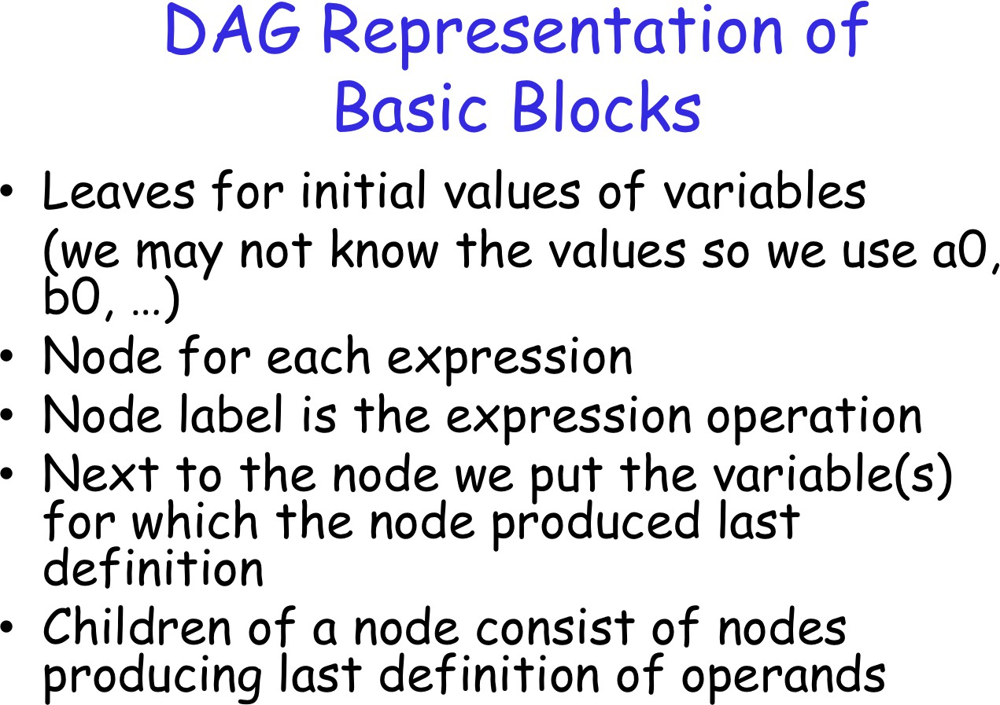 DAG Representation of
Basic Blocks
• Leaves for initial values of variables
(we may not know the values so we use a0,
b0, …)
• Node for each expression
• Node label is the expression operation
• Next to the node we put the variable(s)
for which the node produced last
definition
• Children of a node consist of nodes
producing last definition of operands